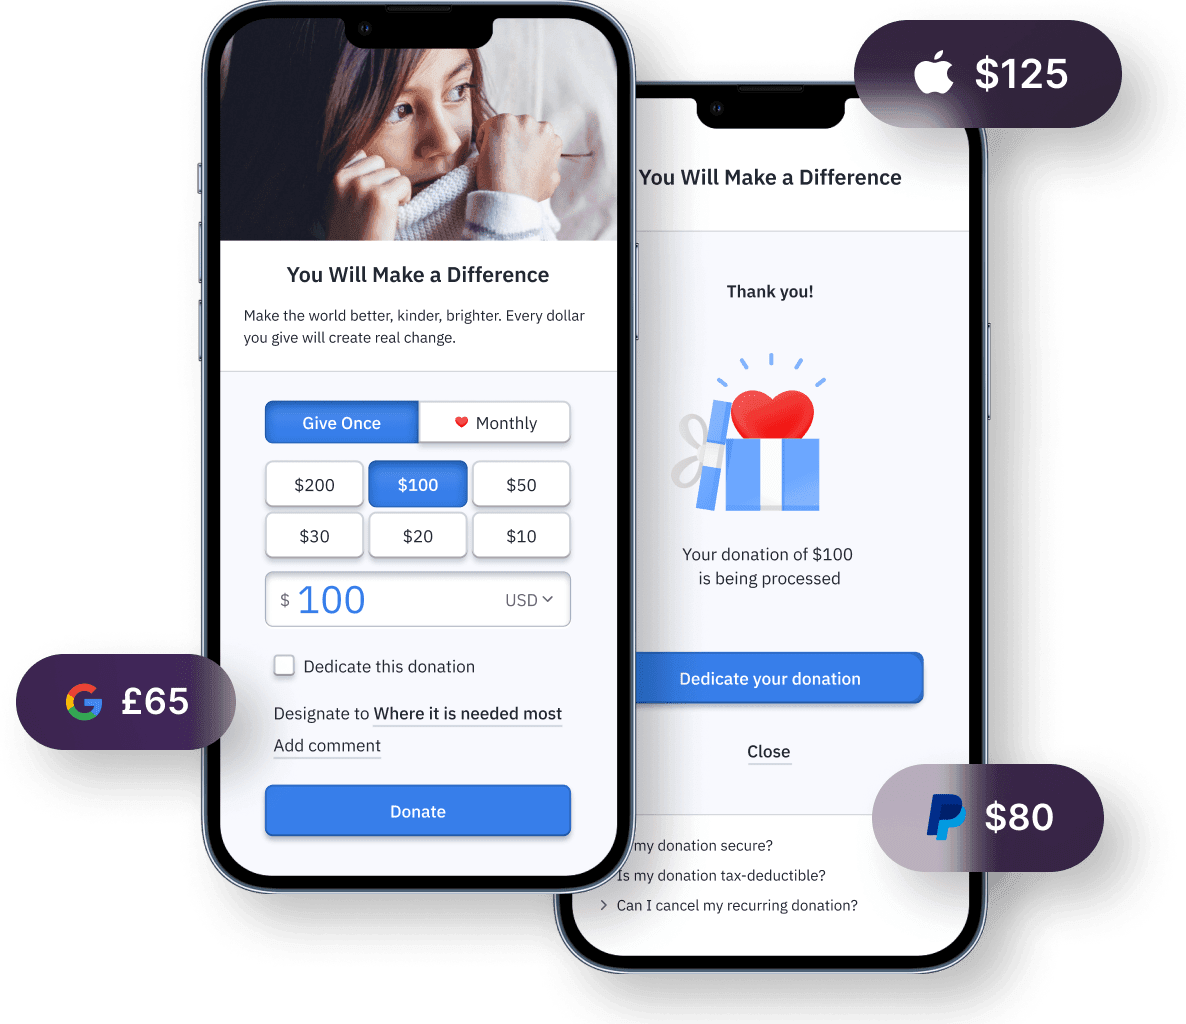 $125
You Will Make a Difference
Make the world better, kinder, brighter. Every dollar
you give will create real change.
Give Once
Monthly
$200
$100
$50
$30
$20
$10
$ 100
USD
Dedicate this donation
Designate to Where it is needed most
Add comment
Donate
£65
You Will Make a Difference
Thank you!
Your donation of $100
is being processed
Dedicate your donation
Close
$80
my donation secure?
Is my donation tax-deductible?
Can I cancel my recurring donation?